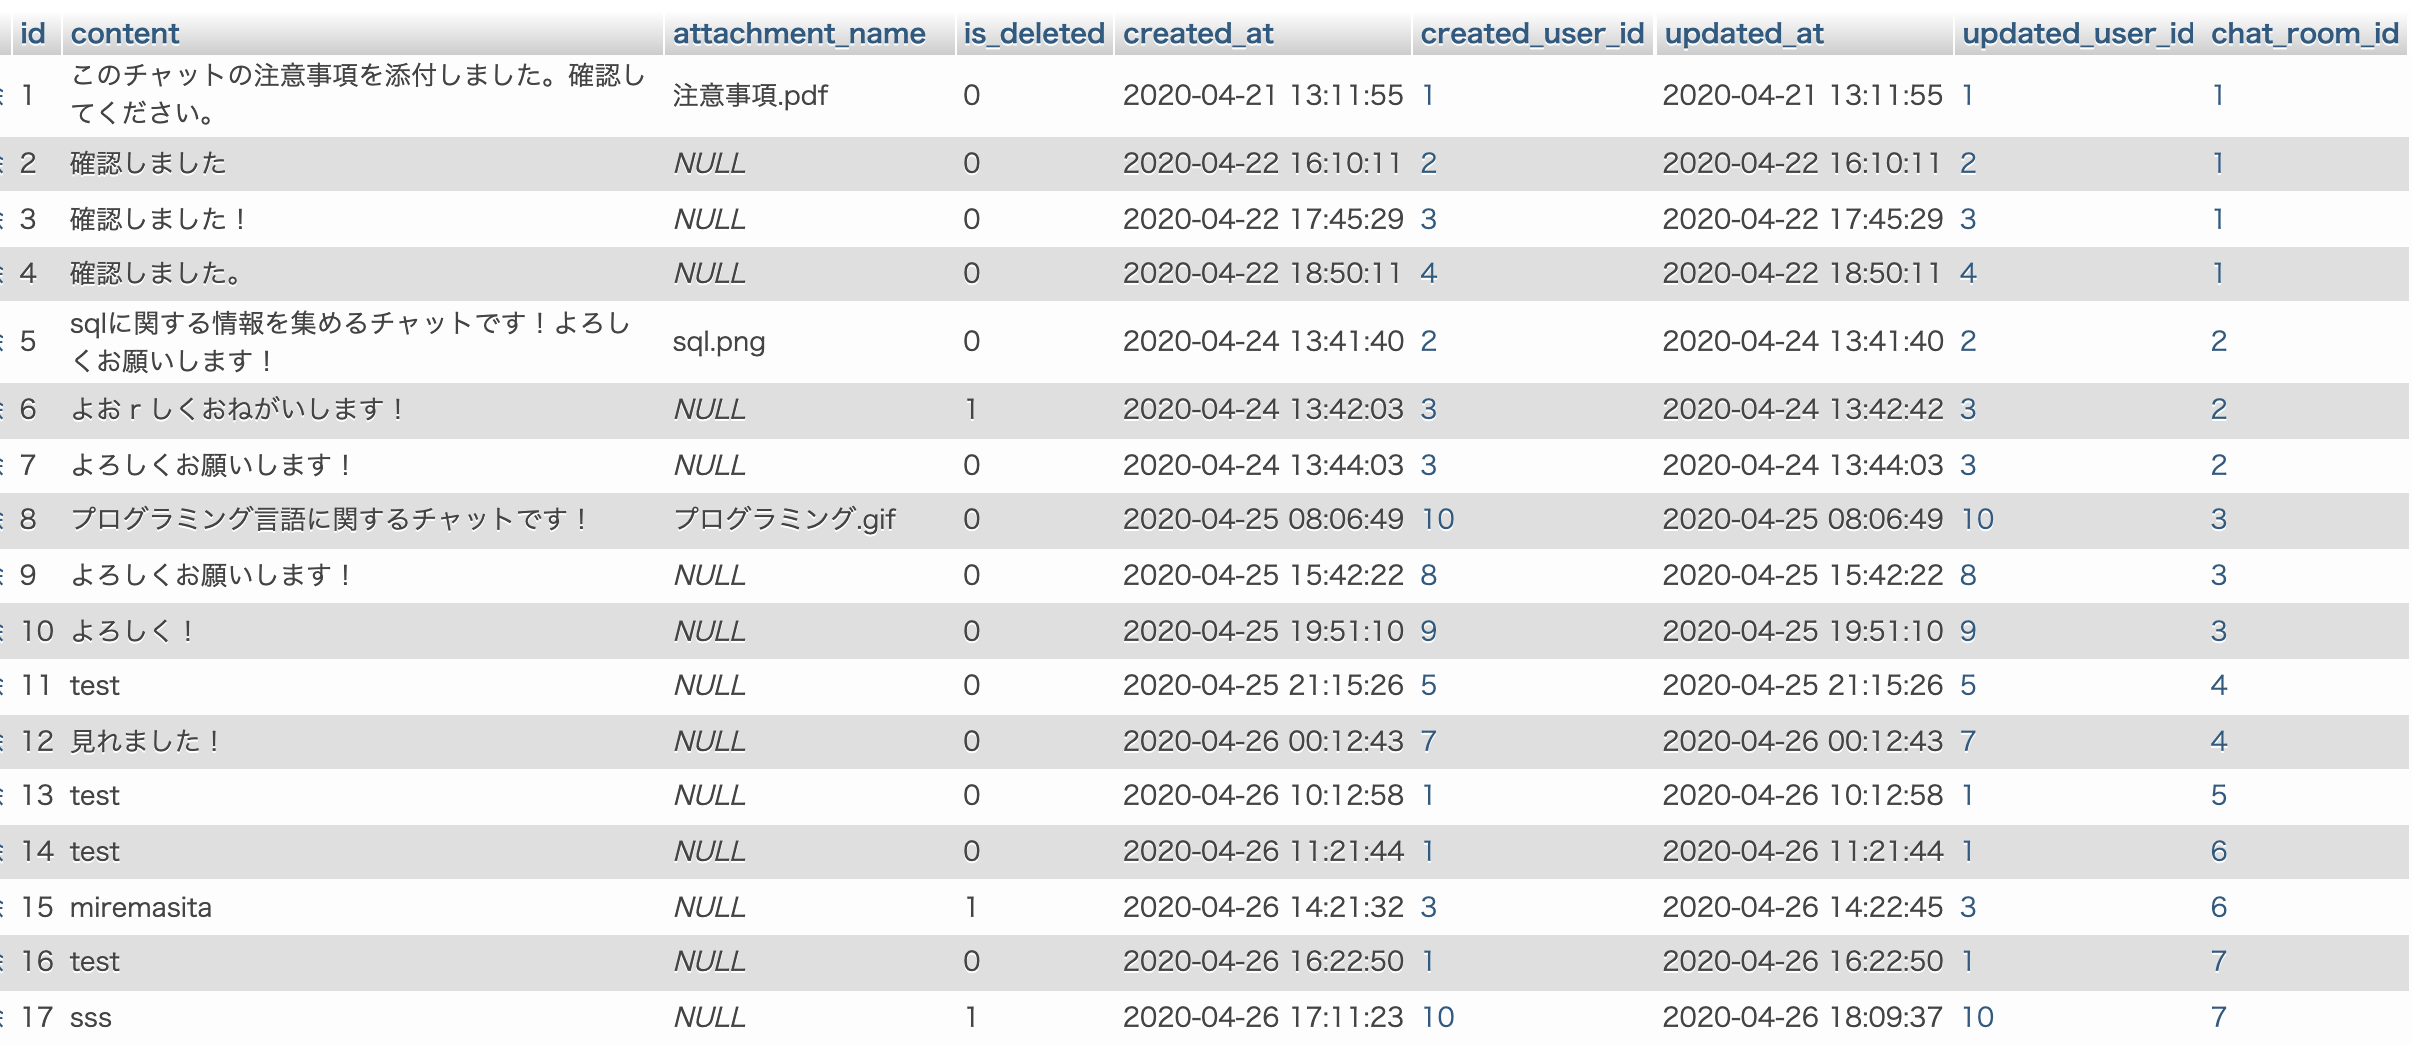 id content attachment_name is_deleted created_at created_user_id updated_at updated_user_id chat_room_id
1 このチャットの注意事項を添付しました。確認し
てください。 注意事項.pdf 0 2020-04-21 13:11:55 1 2020-04-21 13:11:55 1 1
2 確認しました NULL 0 2020-04-22 16:10:11 2 2020-04-22 16:10:11 2 1
3 確認しました！ NULL 0 2020-04-22 17:45:29 3 2020-04-22 17:45:29 3 1
4 確認しました。 NULL 0 2020-04-22 18:50:11 4 2020-04-22 18:50:11 4 1
5 sqlに関する情報を集めるチャットです！よろし
くお願いします！ sql.png 0 2020-04-24 13:41:40 2 2020-04-24 13:41:40 2 2
6 よおｒしくおねがいします！ NULL 1 2020-04-24 13:42:03 3 2020-04-24 13:42:42 3 2
7 よろしくお願いします！ NULL 0 2020-04-24 13:44:03 3 2020-04-24 13:44:03 3 2
8 プログラミング言語に関するチャットです！ プログラミング.gif 0 2020-04-25 08:06:49 10 2020-04-25 08:06:49 10 3
9 よろしくお願いします！ NULL 0 2020-04-25 15:42:22 8 2020-04-25 15:42:22 8 3
10 よろしく！ NULL 0 2020-04-25 19:51:10 9 2020-04-25 19:51:10 9 3
11 test NULL 0 2020-04-25 21:15:26 5 2020-04-25 21:15:26 5 4
12 見れました！ NULL 0 2020-04-26 00:12:43 7 2020-04-26 00:12:43 7 4
13 test NULL 0 2020-04-26 10:12:58 1 2020-04-26 10:12:58 1 5
14 test NULL 0 2020-04-26 11:21:44 1 2020-04-26 11:21:44 1 6
15 miremasita NULL 1 2020-04-26 14:21:32 3 2020-04-26 14:22:45 3 6
16 test NULL 0 2020-04-26 16:22:50 1 2020-04-26 16:22:50 1 7
17 sss NULL 1 2020-04-26 17:11:23 10 2020-04-26 18:09:37 10 7